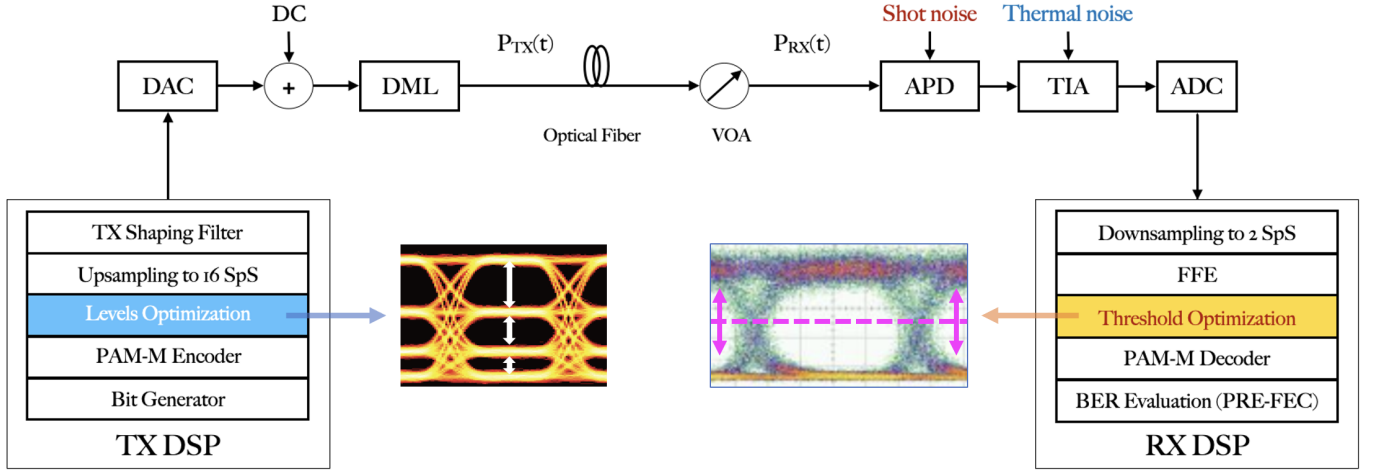 DC
Shot noise
Thermal noise
P_TX(t)
P_RX(t)
DAC
+
DML
APD
TIA
ADC
Optical Fiber
VOA
TX Shaping Filter
Upsampling to 16 SpS
Levels Optimization
PAM-M Encoder
Bit Generator
TX DSP
Downsampling to 2 SpS
FFE
Threshold Optimization
PAM-M Decoder
BER Evaluation (PRE-FEC)
RX DSP